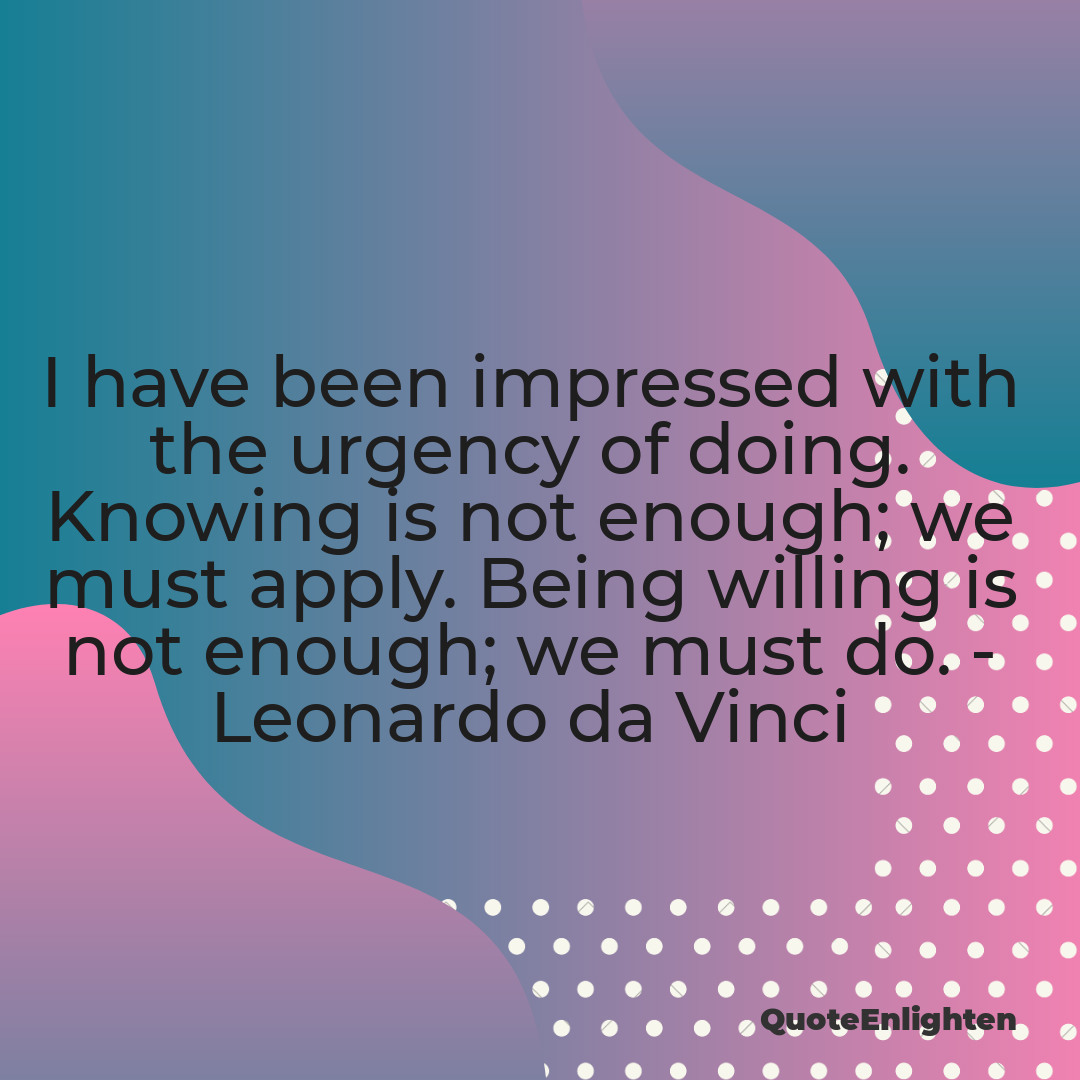 I have been impressed with
the urgency of doing.
Knowing is not enough; we
must apply. Being willing is
not enough; we must do. -
Leonardo da Vinci
QuoteEnlighten